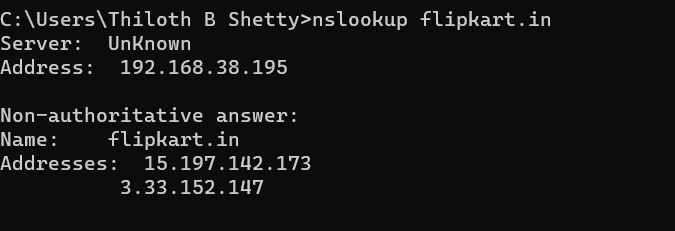 C:\Users\Thiloth B Shetty>nslookup flipkart.in
Server:  UnKnown
Address:  192.168.38.195

Non-authoritative answer:
Name:    flipkart.in
Addresses:  15.197.142.173
          3.33.152.147